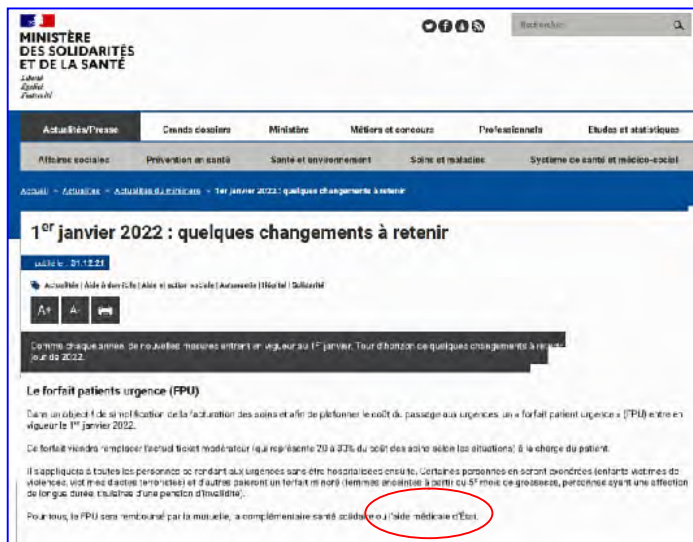 MINISTÈRE
DES SOLIDARITÉS
ET DE LA SANTÉ
Liberté
Égalité
Fraternité
Rechercher
Actualités/Presse Grands dossiers Ministère Métiers et concours Professionnels Etudes et statistiques
Affaires sociales Prévention en santé Santé et environnement Soins et maladies Système de santé et médico-social
Accueil > Actualités > Actualités du ministère > 1er janvier 2022 : quelques changements à retenir
1er janvier 2022 : quelques changements à retenir
publié le : 31.12.21
Actualités | Aide à domicile | Aide et action sociale | Autonomie | Hôpital | Solidarité
A+ A-
Comme chaque année, de nouvelles mesures entrent en vigueur au 1er janvier. Tour d'horizon de quelques changements à
jour de 2022.
Le forfait patients urgence (FPU)
Dans un objectif de simplification de la facturation des soins et afin de plafonner le coût du passage aux urgences, un « forfait patient urgence » (FPU) entre en
vigueur le 1er janvier 2022.
Ce forfait viendra remplacer l'actuel ticket modérateur (qui représente 20 à 30% du coût des soins selon les situations) à la charge du patient.
Il s'appliquera à toutes les personnes se rendant aux urgences sans être hospitalisées ensuite. Certaines personnes en seront exonérées (enfants victimes de
violences, victimes d'actes terroristes) et d'autres paieront un forfait minoré (femmes enceintes à partir du 5e mois de grossesse, personnes ayant une affection
de longue durée, titulaires d'une pension d'invalidité).
Pour tous, le FPU sera remboursé par la mutuelle, la complémentaire santé solidaire ou l'aide médicale d'État.